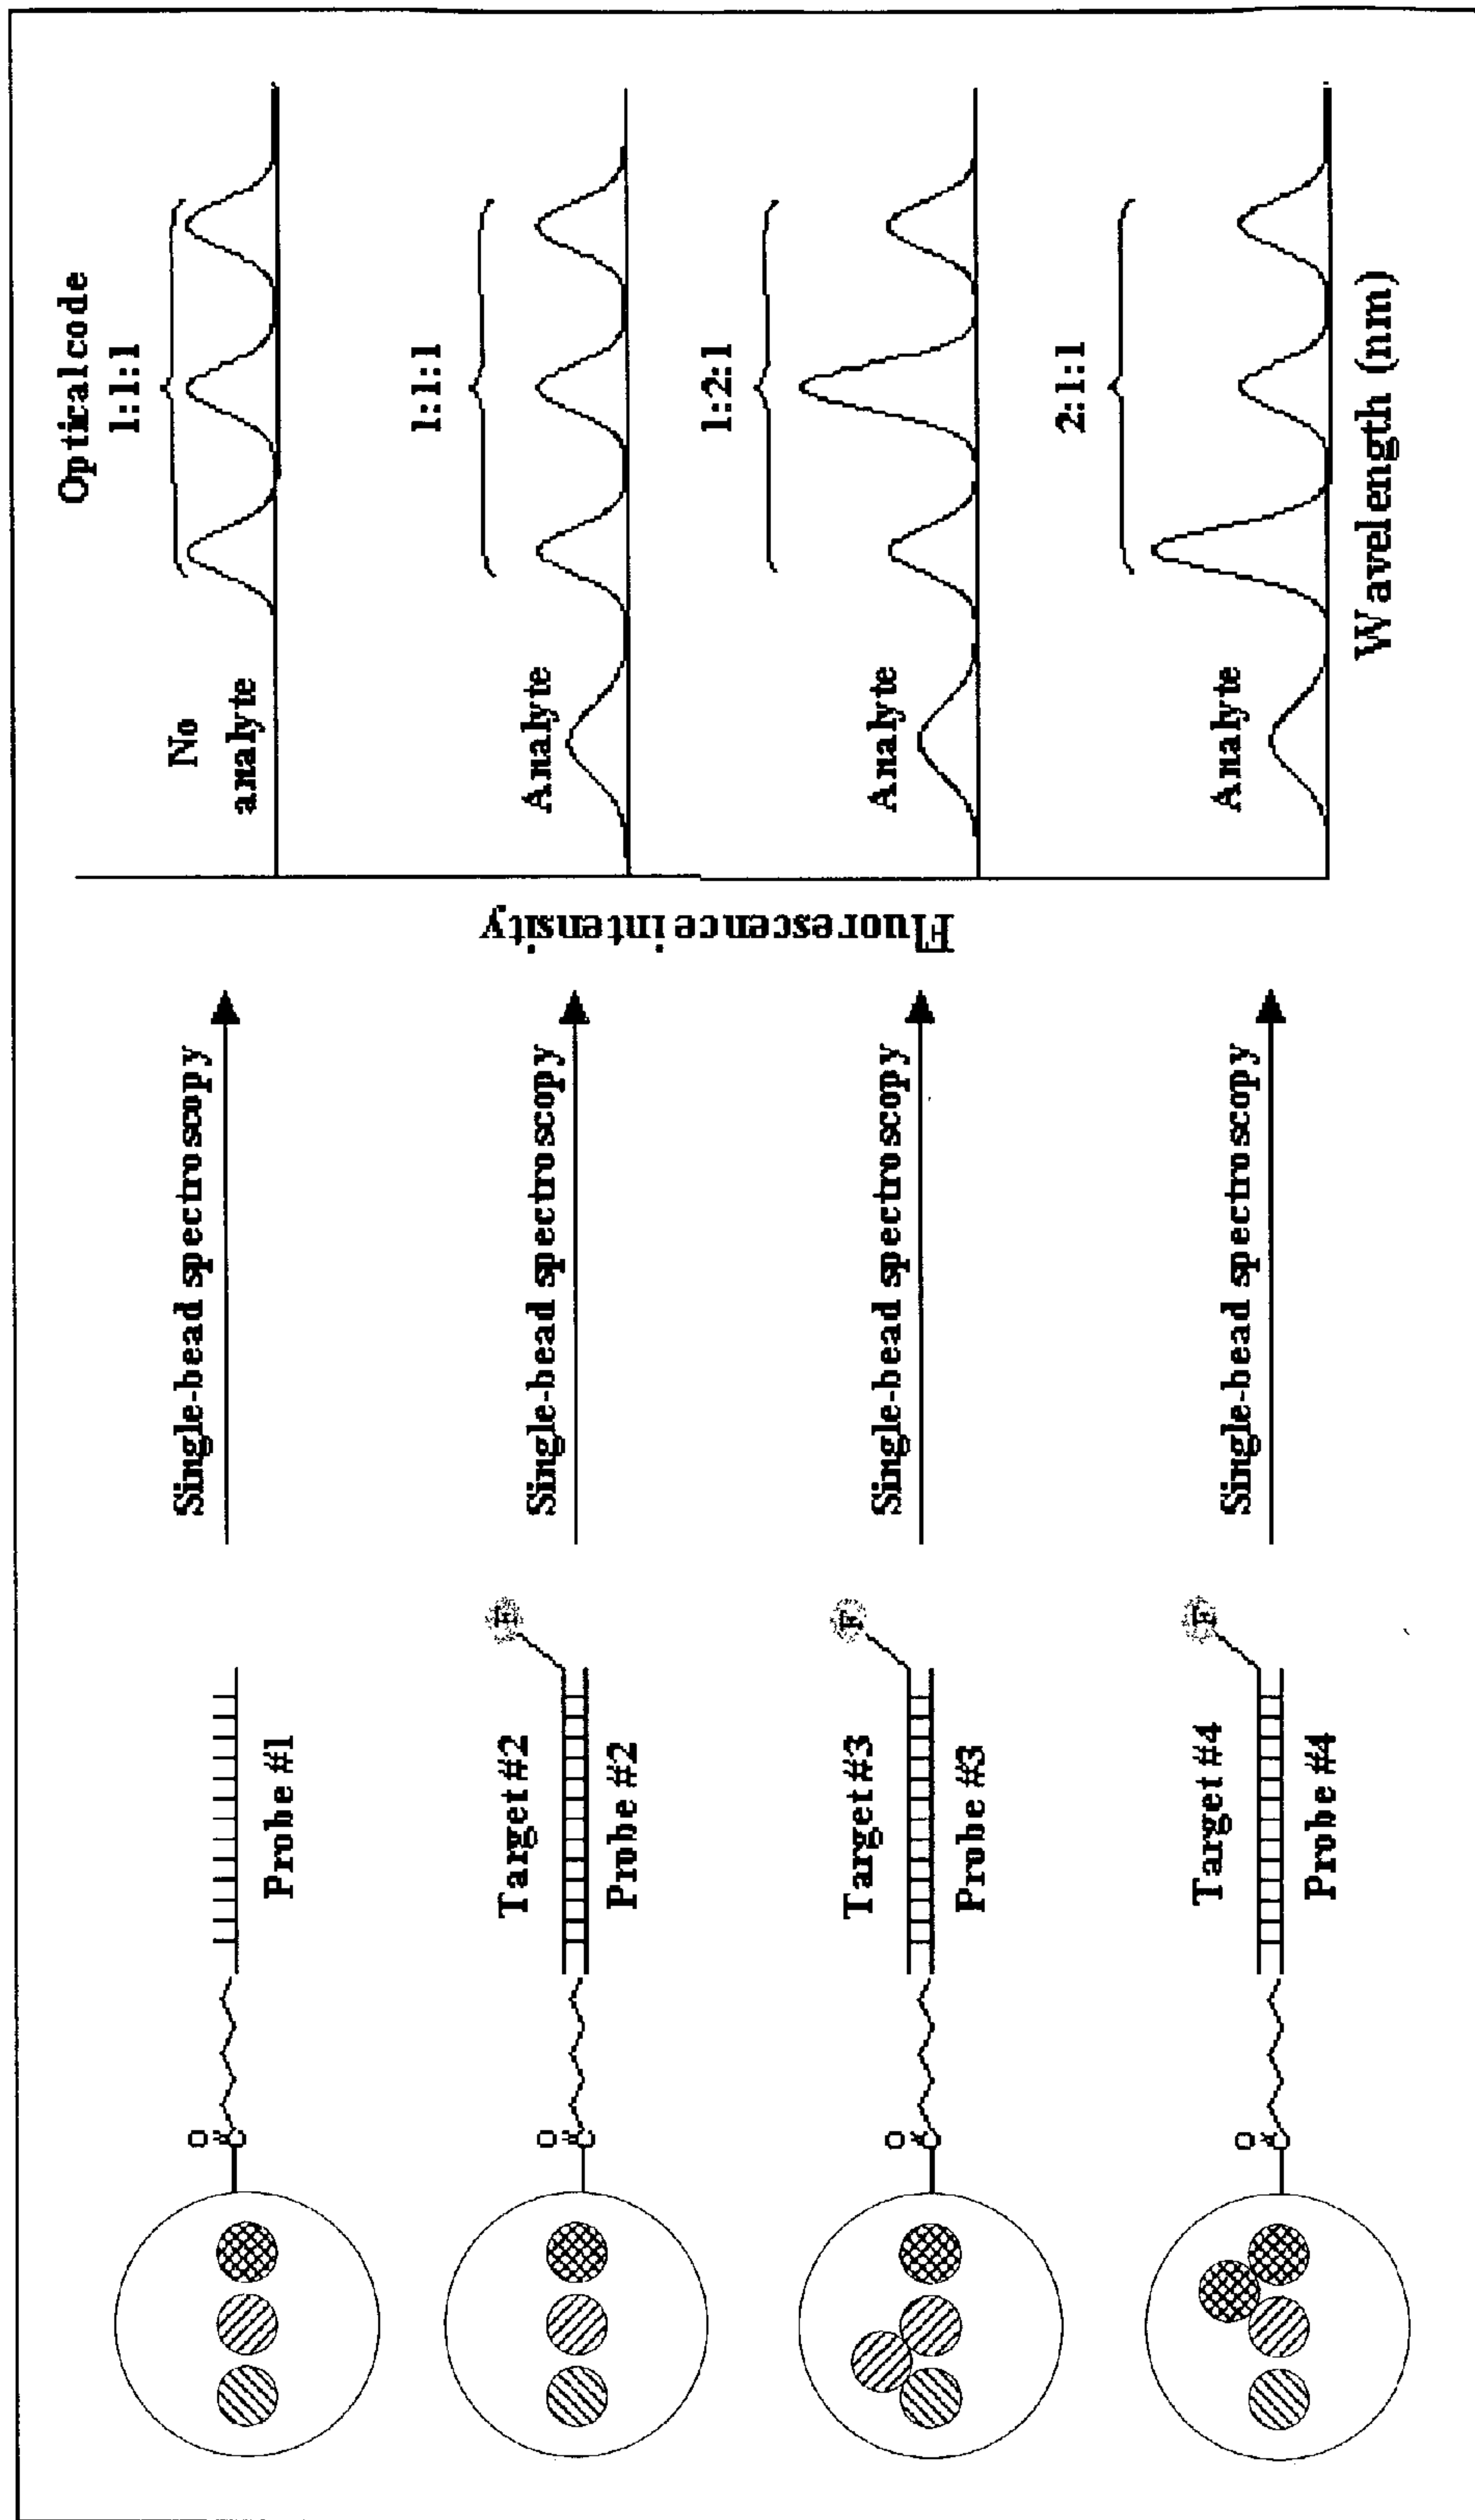 Optical code
1:1:1
No
analyte
Single-bead spectroscopy
O
C
Probe #1
1:1:1
Analyte
Single-bead spectroscopy
F
Target #2
O
C
Probe #2
1:2:1
Analyte
Single-bead spectroscopy
F
Target #3
O
C
Probe #3
2:1:1
Analyte
Single-bead spectroscopy
F
Target #4
O
C
Probe #4
Fluorescence intensity
Wavelength (nm)